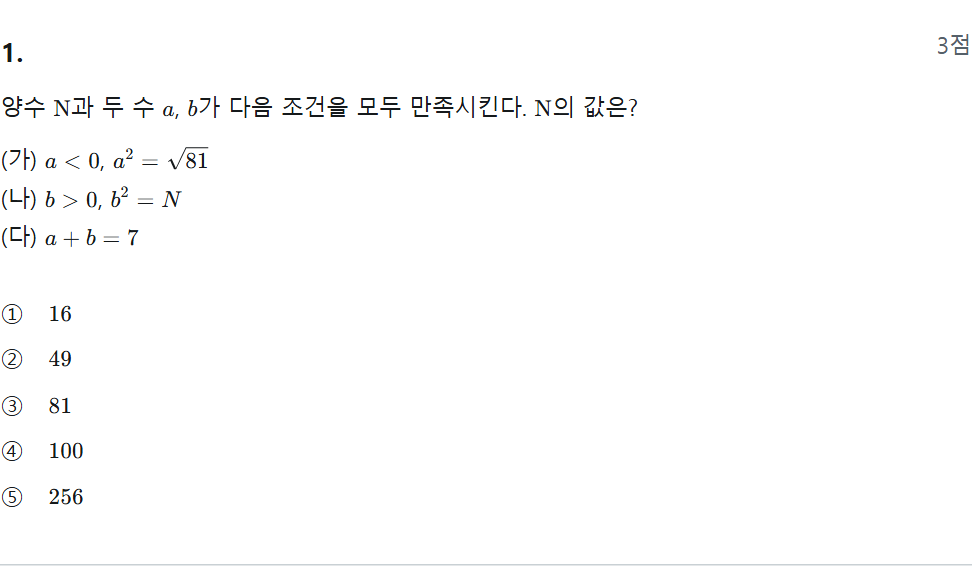 3점
1.
양수 N과 두 수 a, b가 다음 조건을 모두 만족시킨다. N의 값은?
(가) a < 0, a² = √81
(나) b > 0, b² = N
(다) a + b = 7
① 16
② 49
③ 81
④ 100
⑤ 256